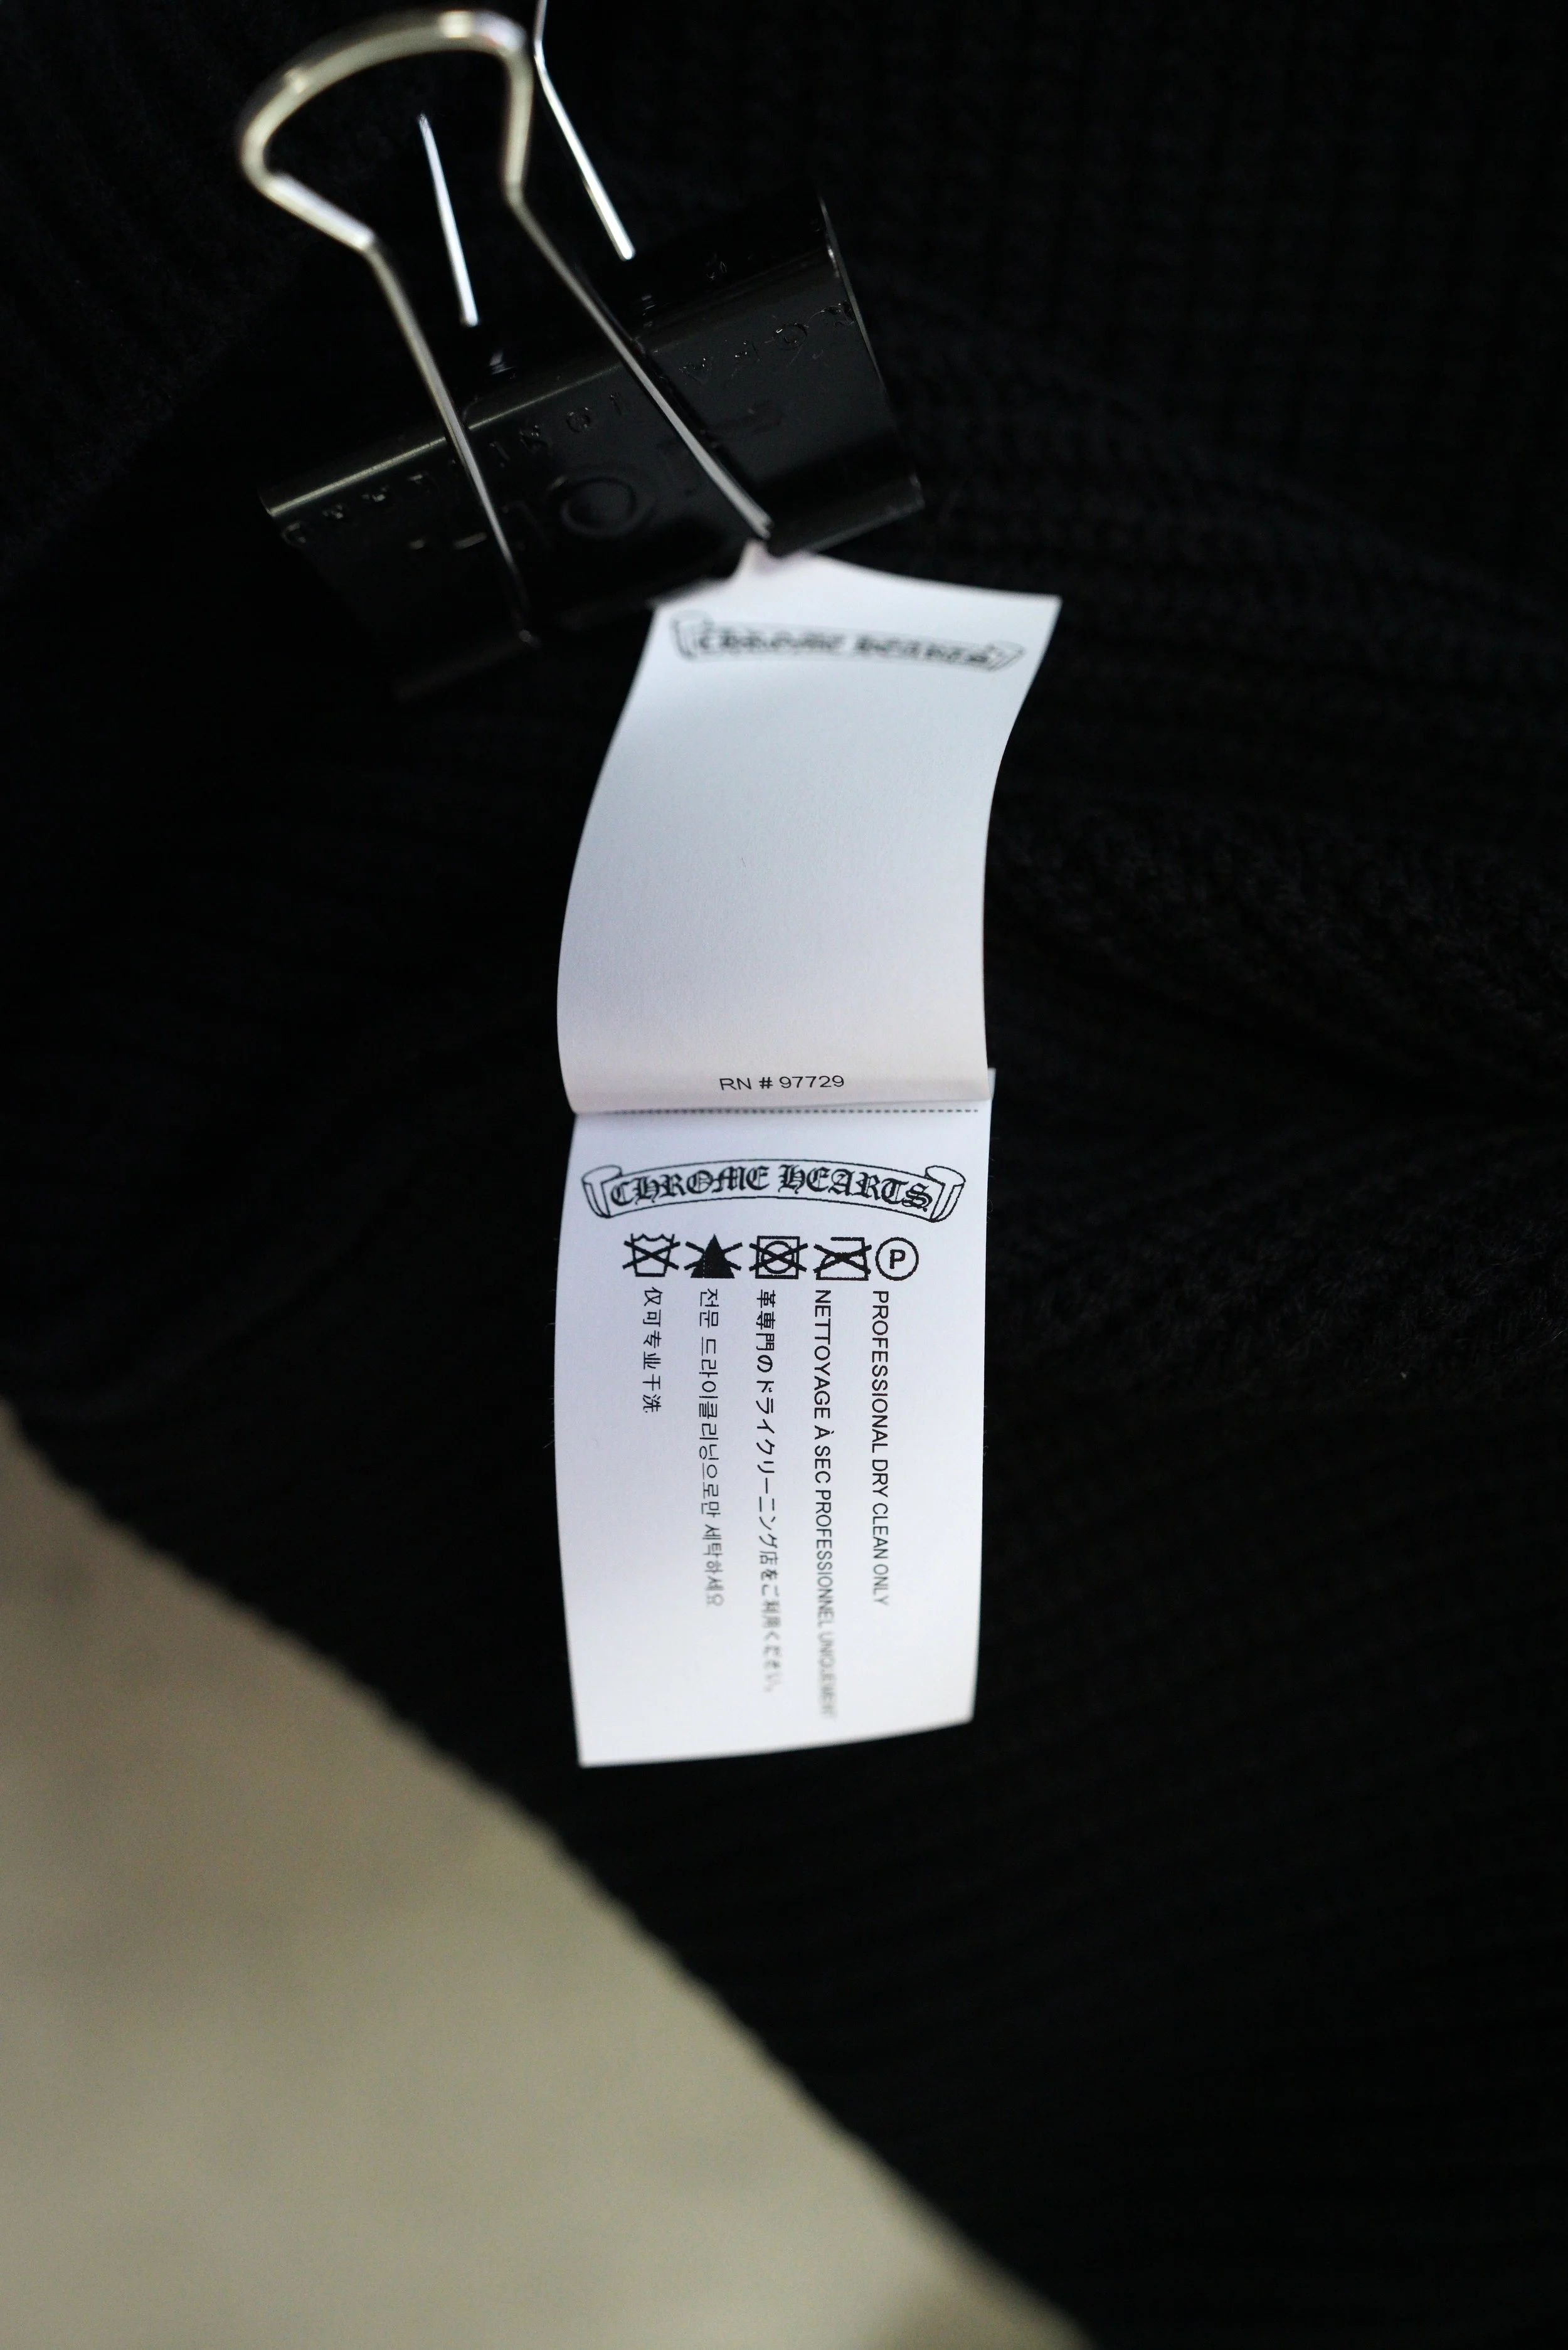 CHROME HEARTS
RN # 97729
CHROME HEARTS
P
PROFESSIONAL DRY CLEAN ONLY
NETTOYAGE À SEC PROFESSIONNEL UNIQUEMENT
革専門のドライクリーニング店をご利用ください。
전문 드라이클리닝으로만 세탁하세요
仅可专业干洗